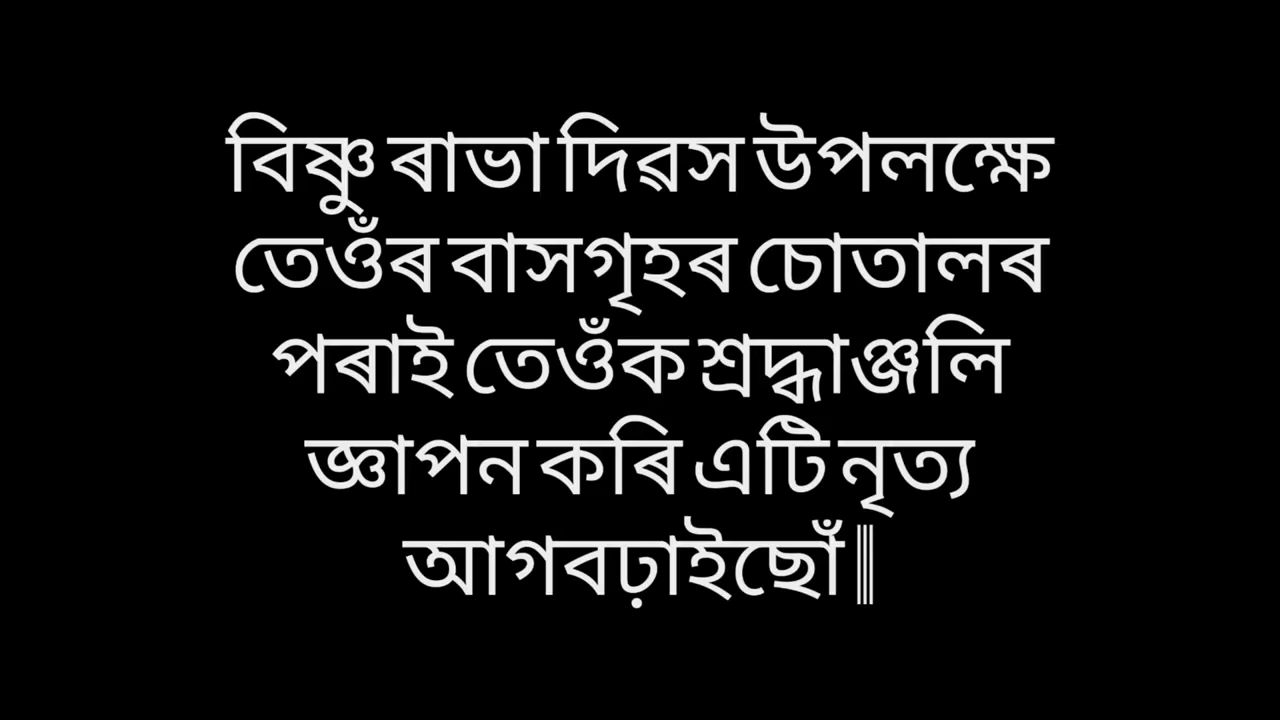 বিষ্ণু ৰাভা দিৱস উপলক্ষে
তেওঁৰ বাসগৃহৰ চোতালৰ
পৰাই তেওঁক শ্ৰদ্ধাঞ্জলি
জ্ঞাপন কৰি এটি নৃত্য
আগবঢ়াইছোঁ॥